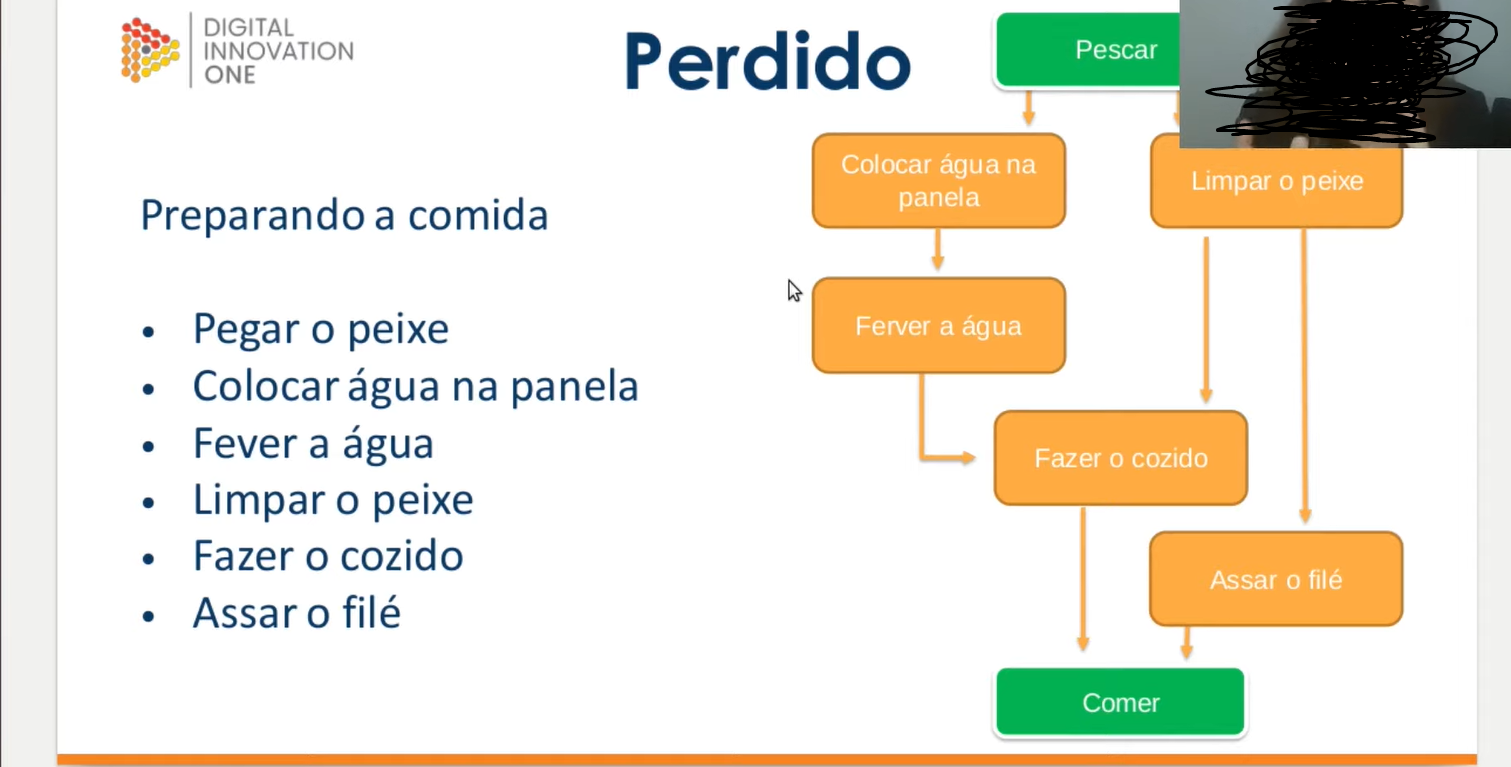 DIGITAL
INNOVATION
ONE
Perdido
Preparando a comida
• Pegar o peixe
• Colocar água na panela
• Fever a água
• Limpar o peixe
• Fazer o cozido
• Assar o filé
Pescar
Colocar água na
panela
Limpar o peixe
Ferver a água
Fazer o cozido
Assar o filé
Comer